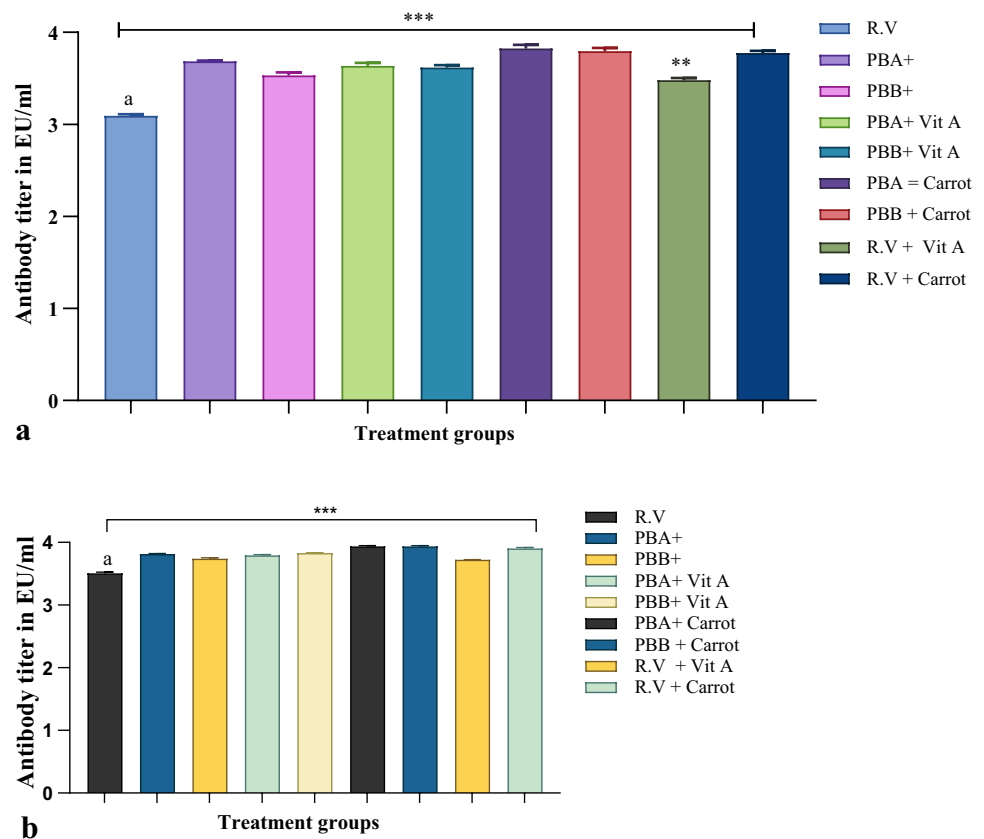 ***
4
3
2
1
0
a
**
Antibody titer in EU/ml
Treatment groups
a
R.V
PBA+
PBB+
PBA+ Vit A
PBB+ Vit A
PBA = Carrot
PBB + Carrot
R.V + Vit A
R.V + Carrot
***
4
3
2
1
0
a
Antibody titer in EU/ml
Treatment groups
b
R.V
PBA+
PBB+
PBA+ Vit A
PBB+ Vit A
PBA+ Carrot
PBB + Carrot
R.V + Vit A
R.V + Carrot